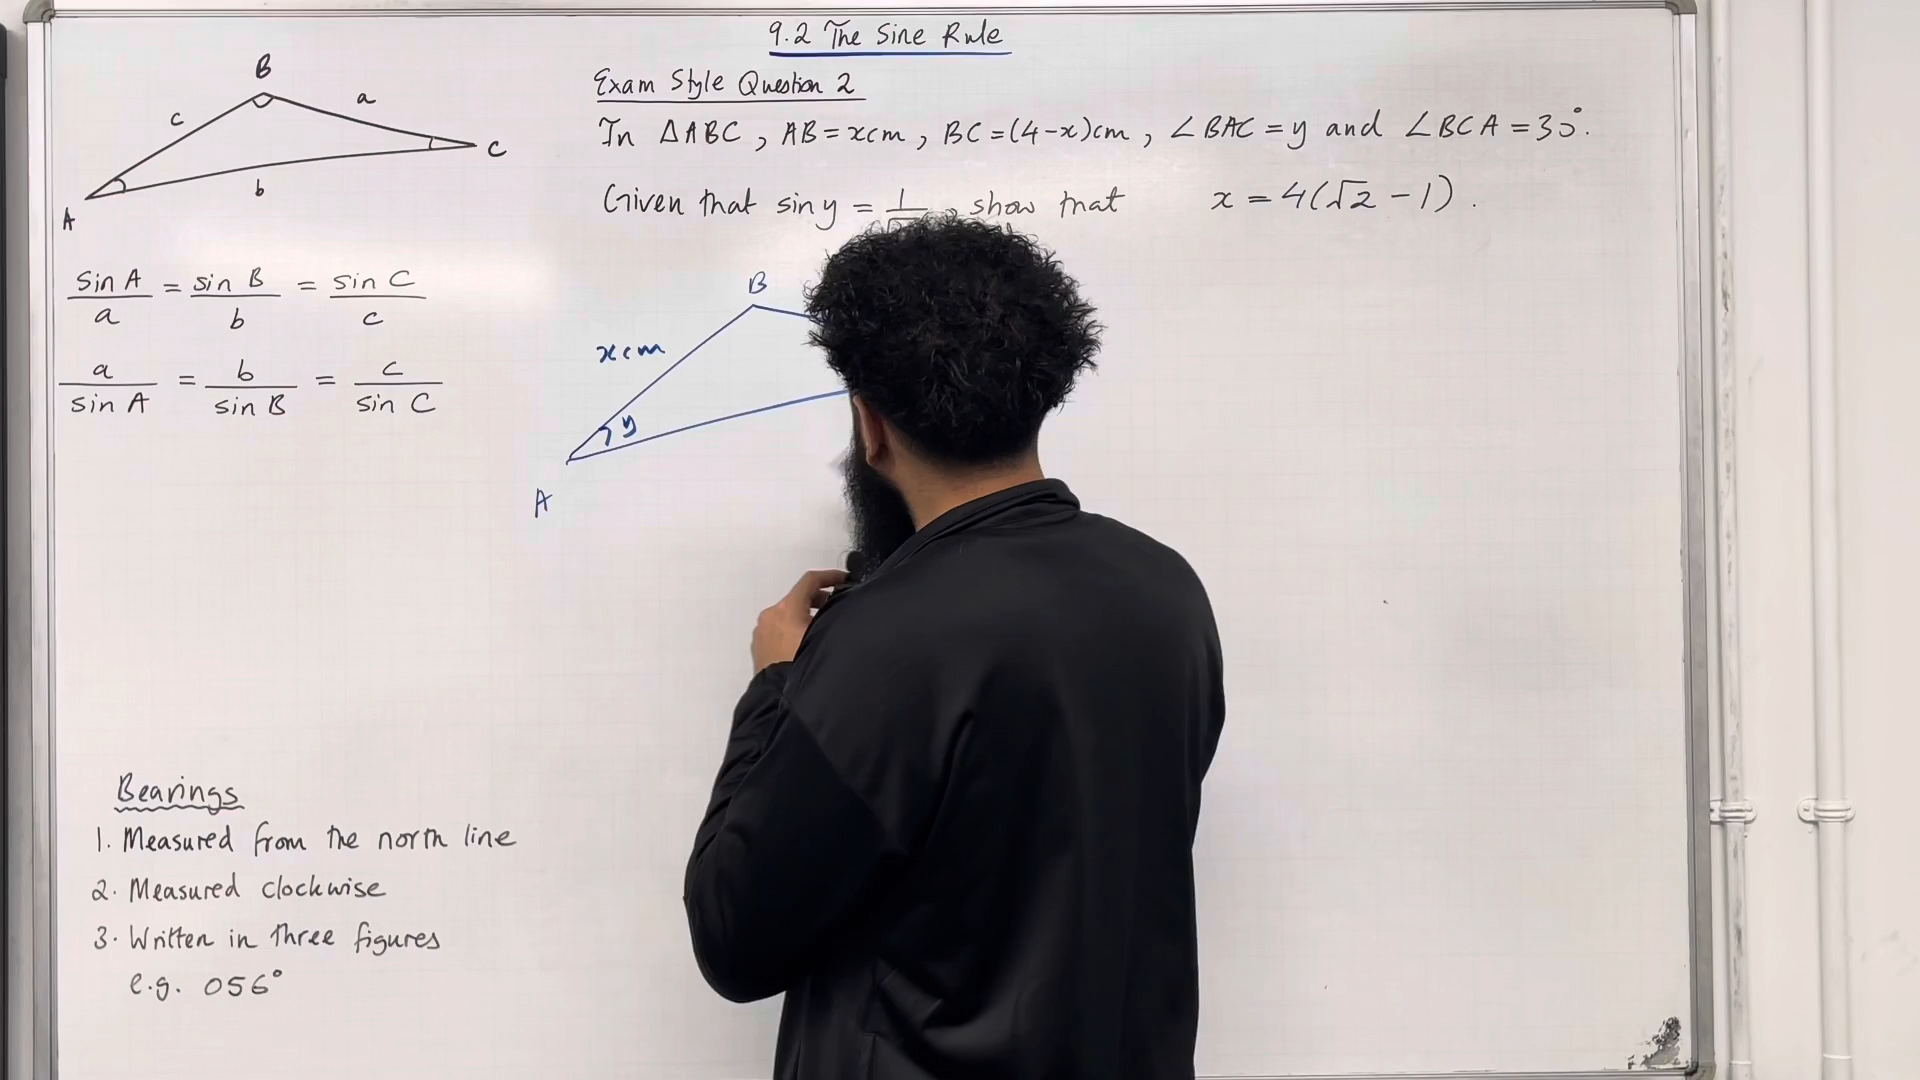 9.2 The Sine Rule
Exam Style Question 2
In △ABC, AB = x cm, BC = (4-x) cm, ∠BAC = y and ∠BCA = 30°.
Given that sin y = 1/√ , show that x = 4(√2 - 1).
B
c
a
C
b
A
sin A / a = sin B / b = sin C / c
a / sin A = b / sin B = c / sin C
B
x cm
y
A
Bearings
1. Measured from the north line
2. Measured clockwise
3. Written in three figures
e.g. 056°